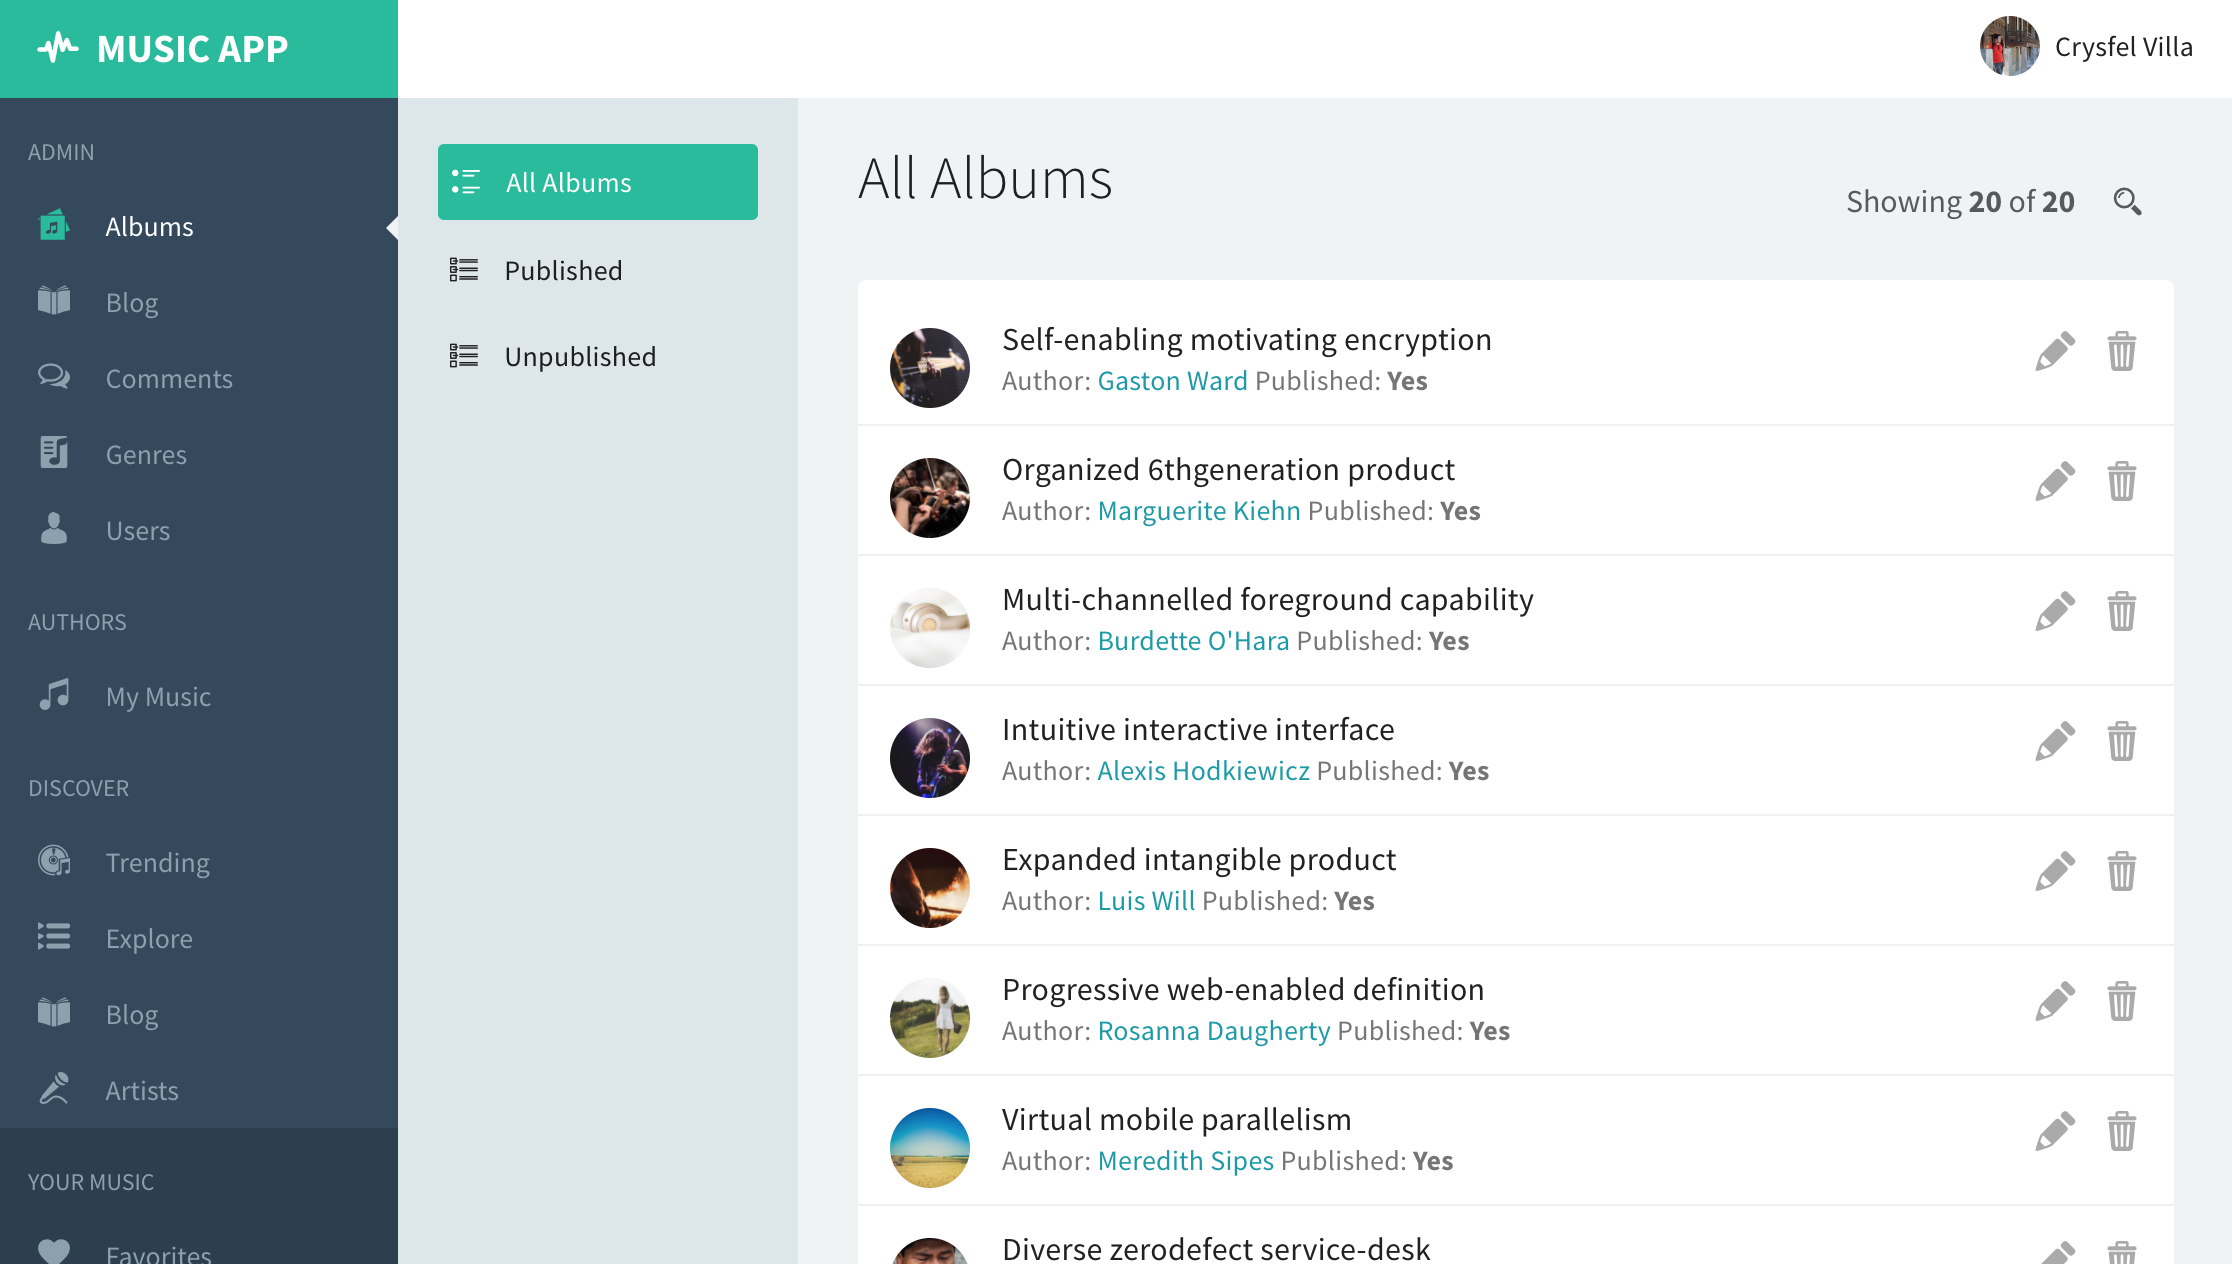 MUSIC APP
Crysfel Villa
ADMIN
Albums
Blog
Comments
Genres
Users
AUTHORS
My Music
DISCOVER
Trending
Explore
Blog
Artists
YOUR MUSIC
Favorites
All Albums
Published
Unpublished
All Albums
Showing 20 of 20
Self-enabling motivating encryption
Author: Gaston Ward Published: Yes
Organized 6thgeneration product
Author: Marguerite Kiehn Published: Yes
Multi-channelled foreground capability
Author: Burdette O'Hara Published: Yes
Intuitive interactive interface
Author: Alexis Hodkiewicz Published: Yes
Expanded intangible product
Author: Luis Will Published: Yes
Progressive web-enabled definition
Author: Rosanna Daugherty Published: Yes
Virtual mobile parallelism
Author: Meredith Sipes Published: Yes
Diverse zerodefect service-desk